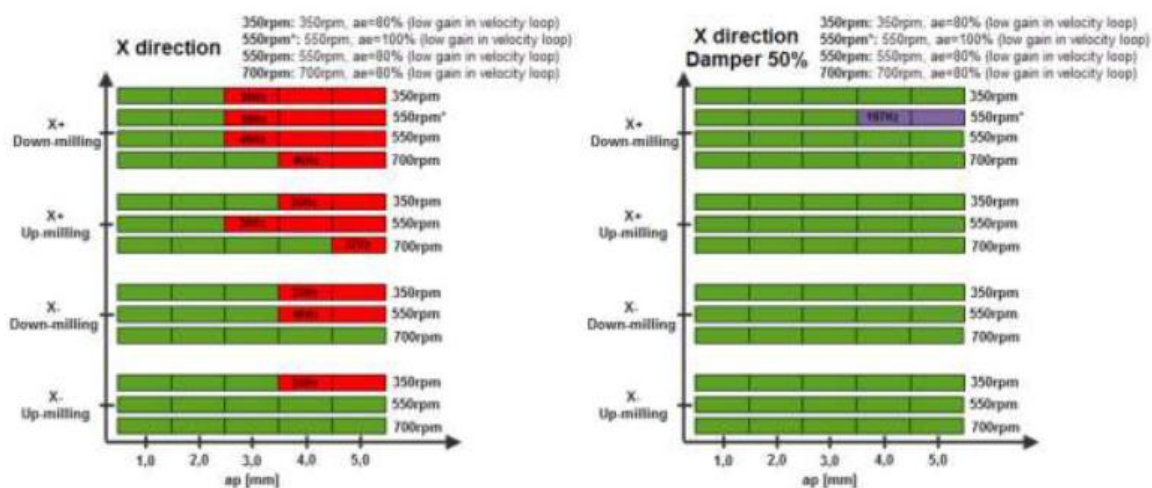 X direction
350rpm: 350rpm, ae=80% (low gain in velocity loop)
550rpm*: 550rpm, ae=100% (low gain in velocity loop)
550rpm: 550rpm, ae=80% (low gain in velocity loop)
700rpm: 700rpm, ae=80% (low gain in velocity loop)
X+
Down-milling
350rpm
550rpm*
550rpm
700rpm
X+
Up-milling
350rpm
550rpm
700rpm
X-
Down-milling
350rpm
550rpm
700rpm
X-
Up-milling
350rpm
550rpm
700rpm
1,0 2,0 3,0 4,0 5,0
ap [mm]
X direction
Damper 50%
350rpm: 350rpm, ae=80% (low gain in velocity loop)
550rpm*: 550rpm, ae=100% (low gain in velocity loop)
550rpm: 550rpm, ae=80% (low gain in velocity loop)
700rpm: 700rpm, ae=80% (low gain in velocity loop)
X+
Down-milling
350rpm
550rpm*
550rpm
700rpm
X+
Up-milling
350rpm
550rpm
700rpm
X-
Down-milling
350rpm
550rpm
700rpm
X-
Up-milling
350rpm
550rpm
700rpm
1,0 2,0 3,0 4,0 5,0
ap [mm]